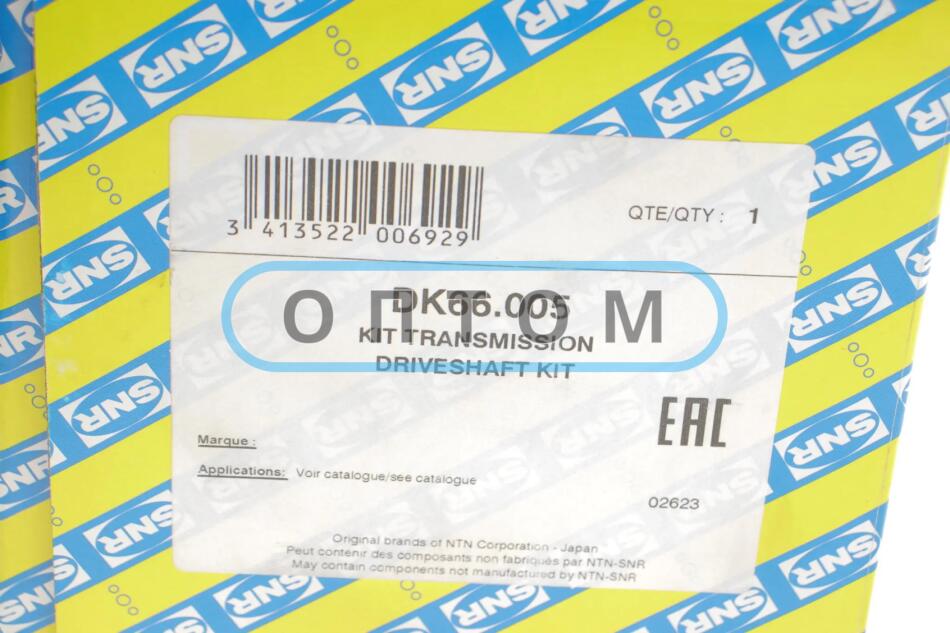 SNR
3 413522 006929
QTE/QTY : 1
DK66.005
ОПТОМ
KIT TRANSMISSION
DRIVESHAFT KIT
EAC
Marque :
Applications: Voir catalogue/see catalogue
02623
Original brands of NTN Corporation - Japan
Peut contenir des composants non fabriqués par NTN-SNR
May contain components not manufactured by NTN-SNR